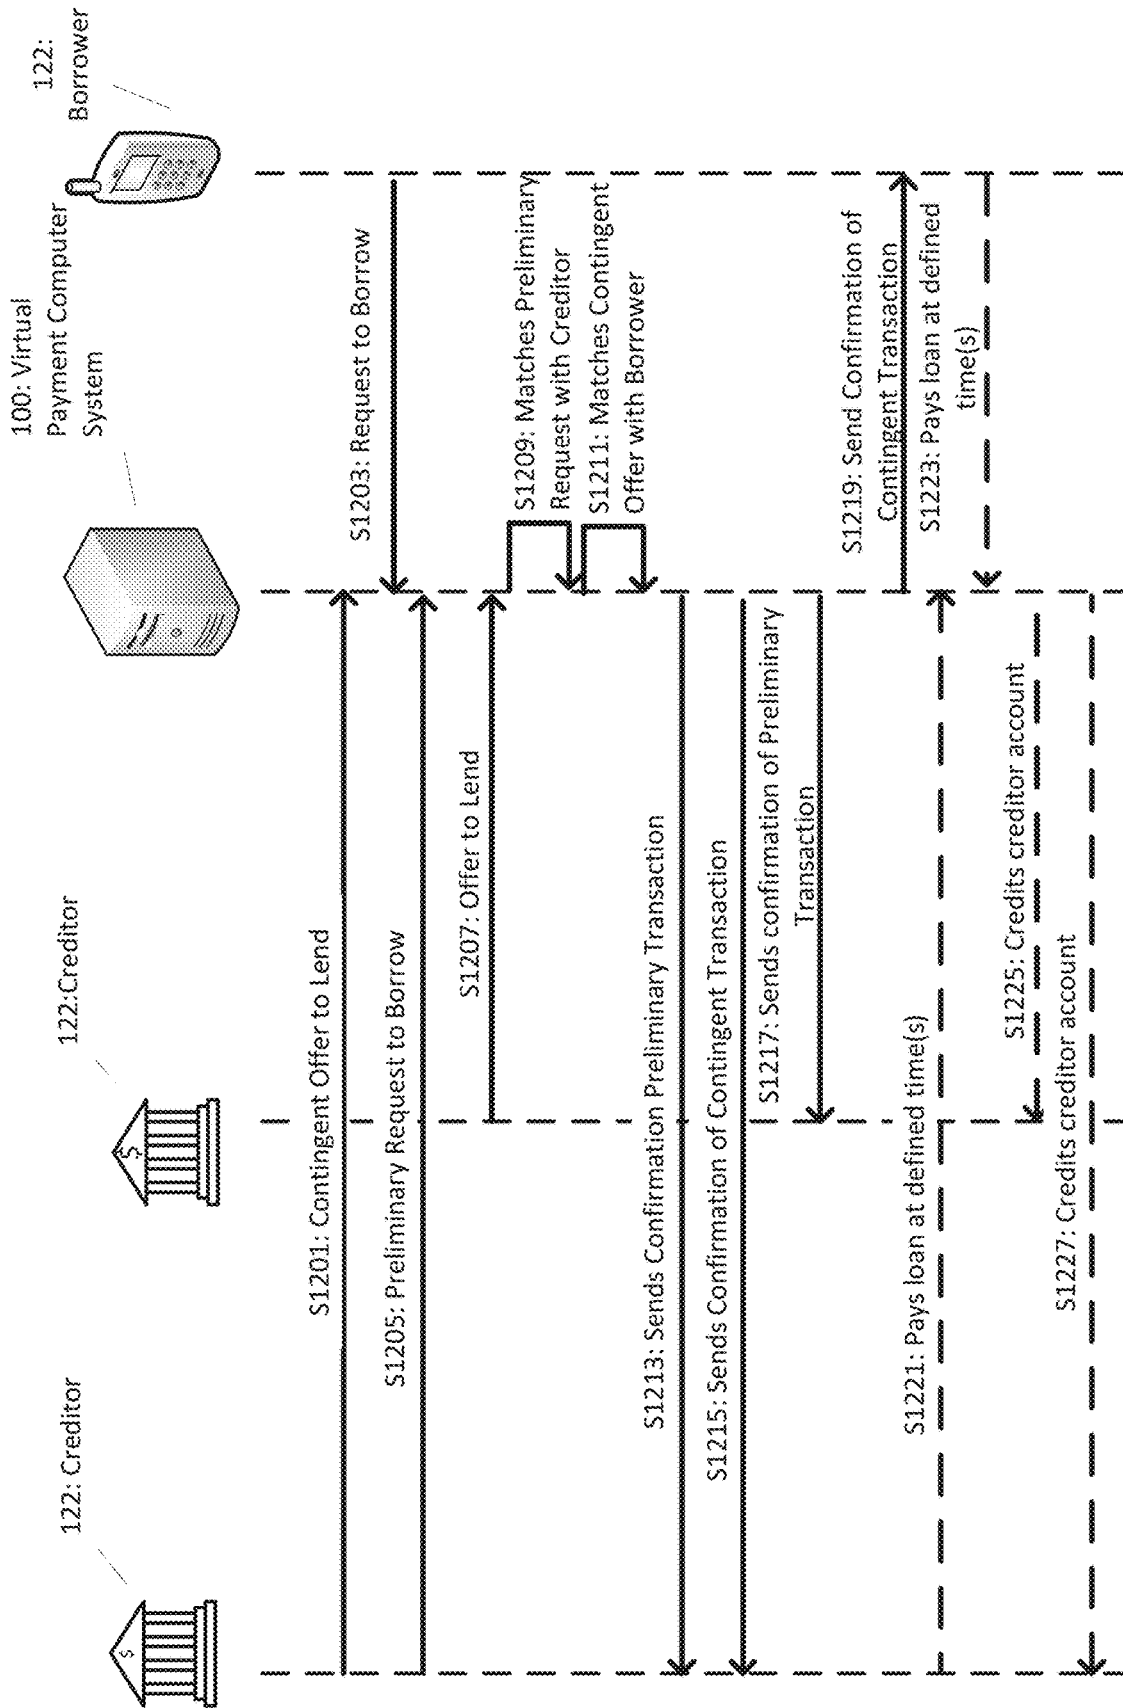 122: Creditor
122:Creditor
100: Virtual
Payment Computer
System
122:
Borrower
S1201: Contingent Offer to Lend
S1203: Request to Borrow
S1205: Preliminary Request to Borrow
S1207: Offer to Lend
S1209: Matches Preliminary
Request with Creditor
S1211: Matches Contingent
Offer with Borrower
S1213: Sends Confirmation Preliminary Transaction
S1215: Sends Confirmation of Contingent Transaction
S1217: Sends confirmation of Preliminary
Transaction
S1219: Send Confirmation of
Contingent Transaction
S1221: Pays loan at defined time(s)
S1223: Pays loan at defined
time(s)
S1225: Credits creditor account
S1227: Credits creditor account